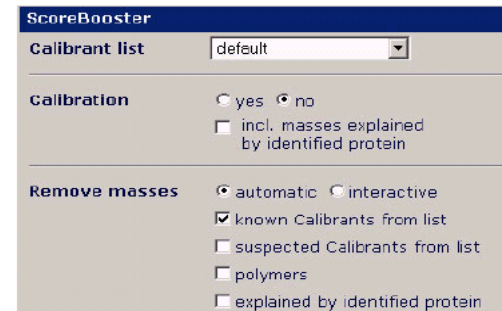 ScoreBooster
Calibrant list default
Calibration yes no
incl. masses explained
by identified protein
Remove masses automatic interactive
known Calibrants from list
suspected Calibrants from list
polymers
explained by identified protein